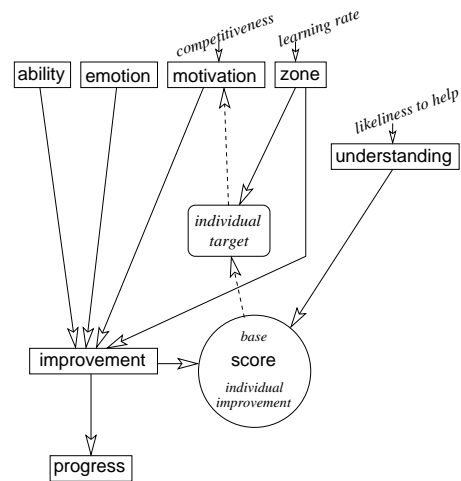 competitiveness
learning rate
ability
emotion
motivation
zone
likeliness to help
understanding
individual
target
base
score
individual
improvement
improvement
progress